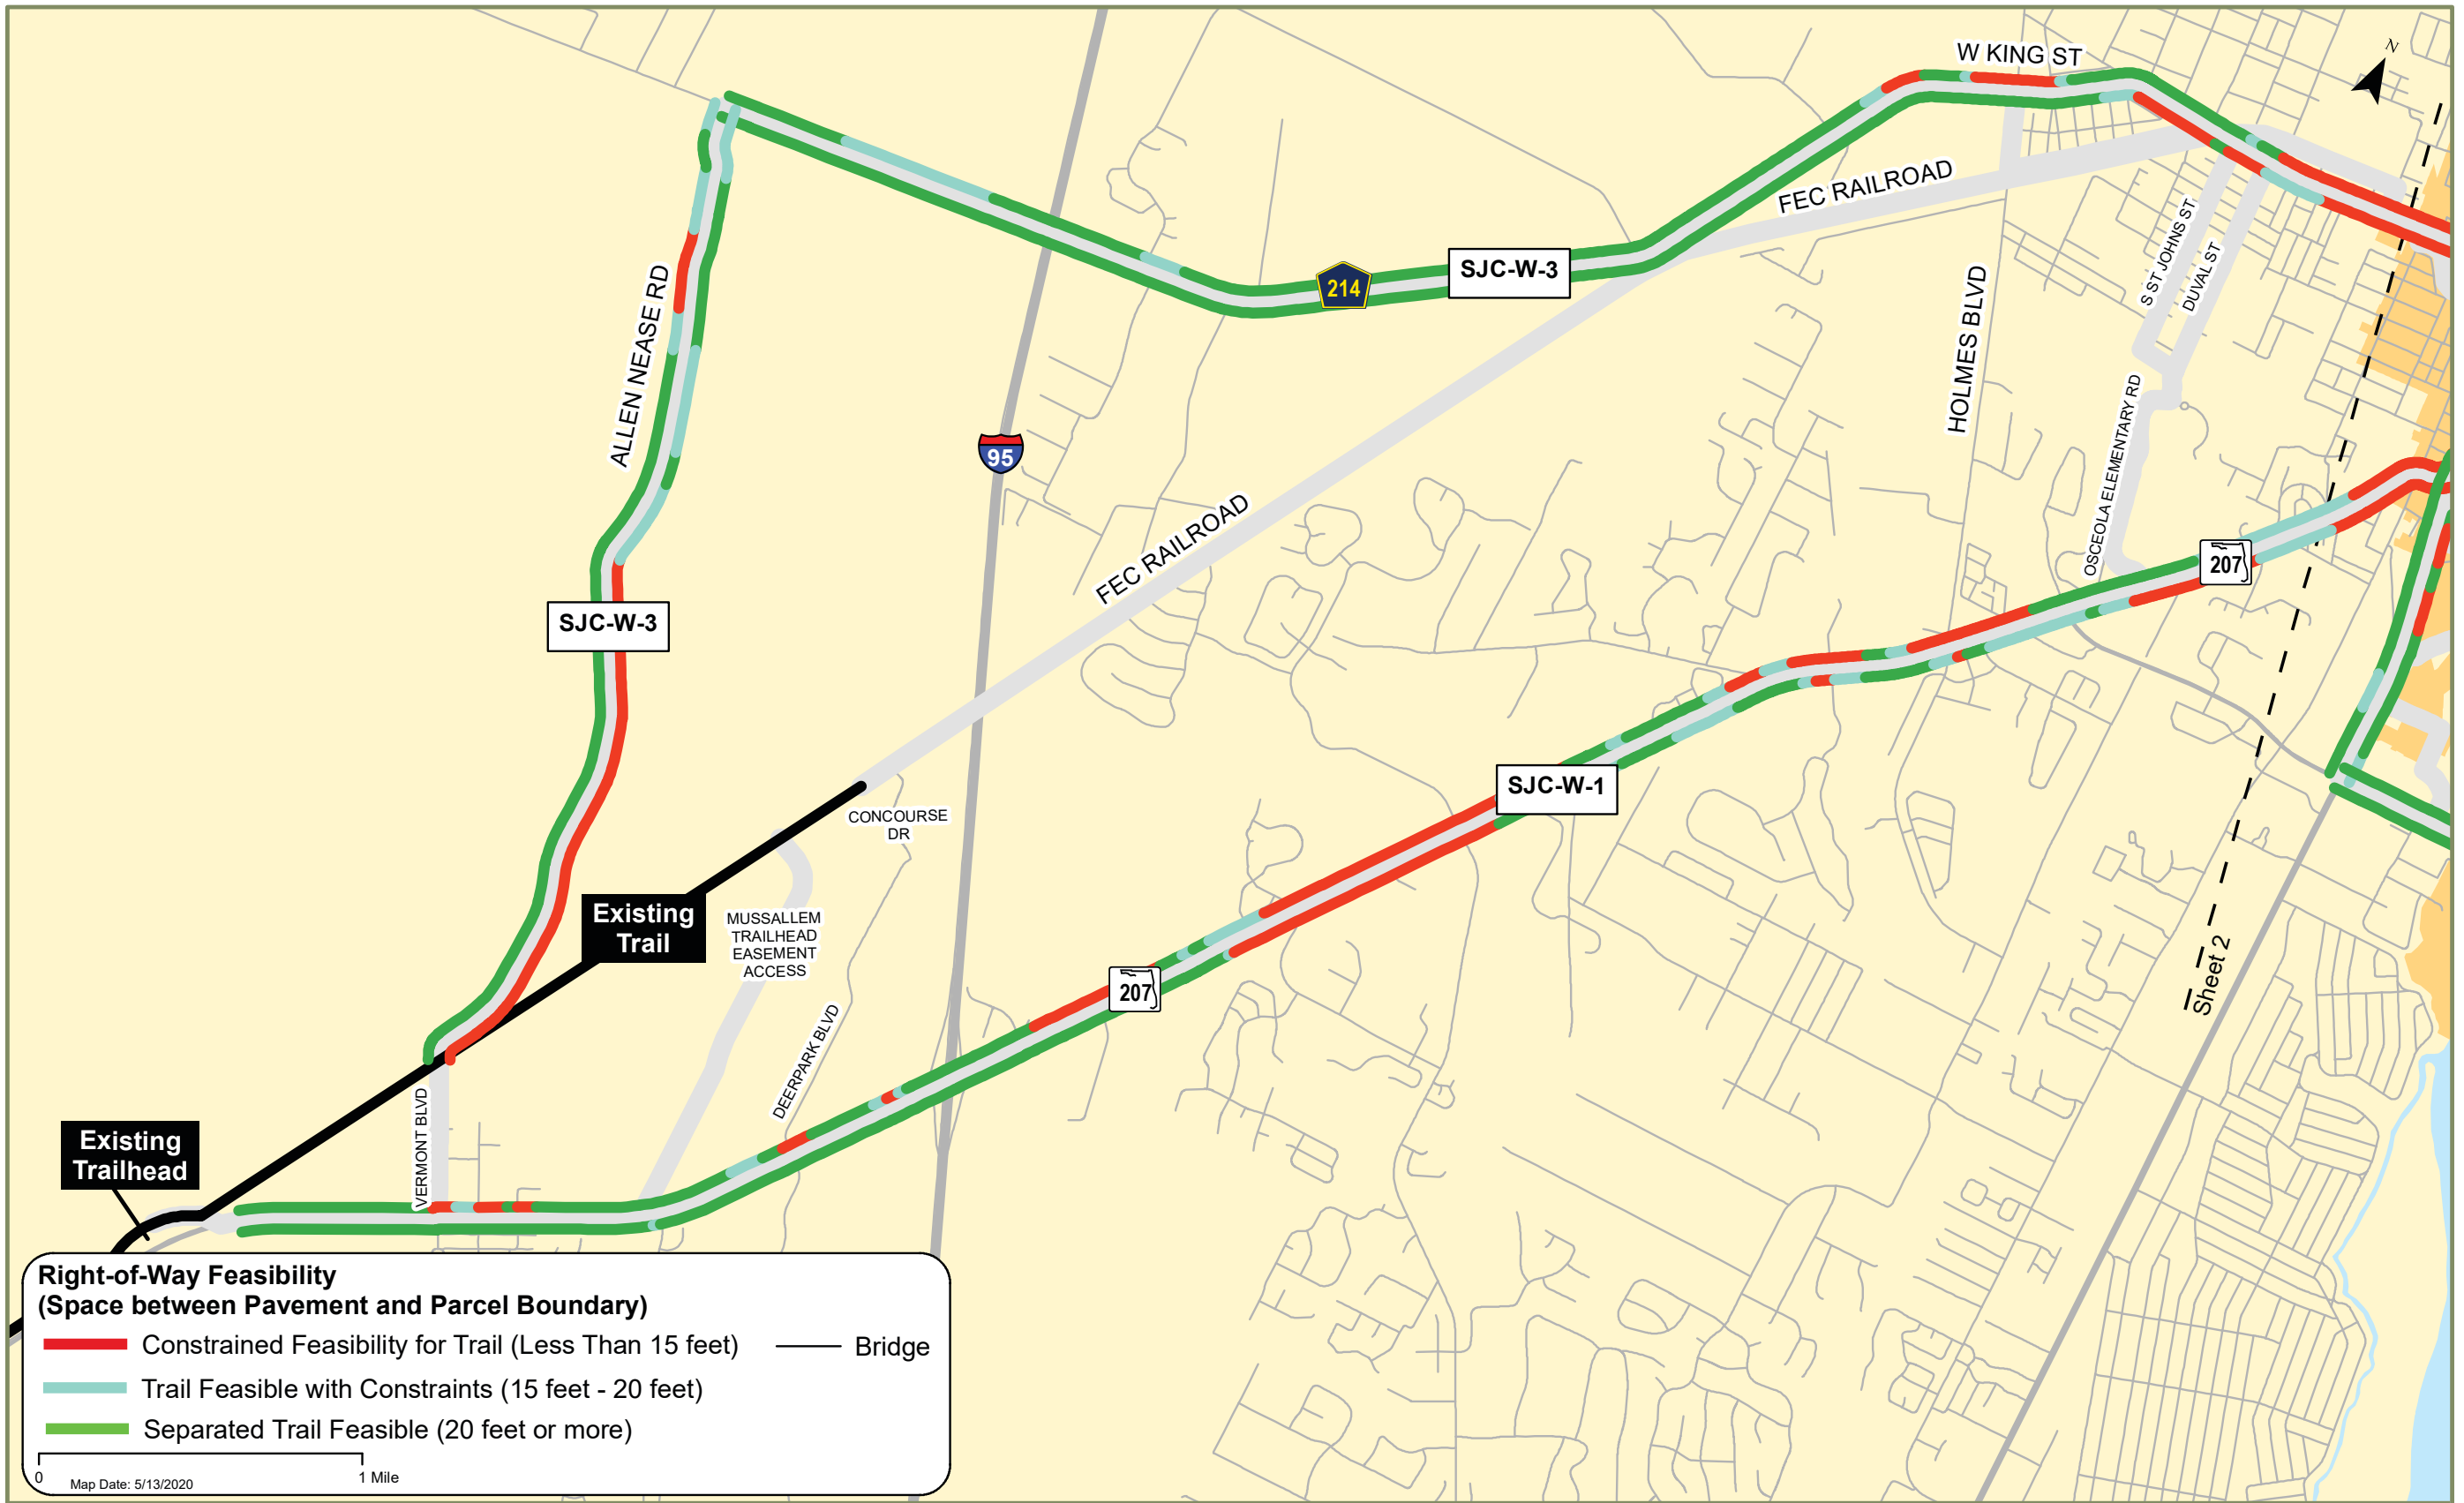 W KING ST
N
FEC RAILROAD
214
SJC-W-3
S ST JOHNS ST
DUVAL ST
ALLEN NEASE RD
HOLMES BLVD
95
OSCEOLA ELEMENTARY RD
FEC RAILROAD
207
SJC-W-3
SJC-W-1
CONCOURSE
DR
Existing
Trail
MUSSALLEM
TRAILHEAD
EASEMENT
ACCESS
207
Sheet 2
DEERPARK BLVD
VERMONT BLVD
Existing
Trailhead
Right-of-Way Feasibility
(Space between Pavement and Parcel Boundary)
Constrained Feasibility for Trail (Less Than 15 feet)
Bridge
Trail Feasible with Constraints (15 feet - 20 feet)
Separated Trail Feasible (20 feet or more)
0
1 Mile
Map Date: 5/13/2020